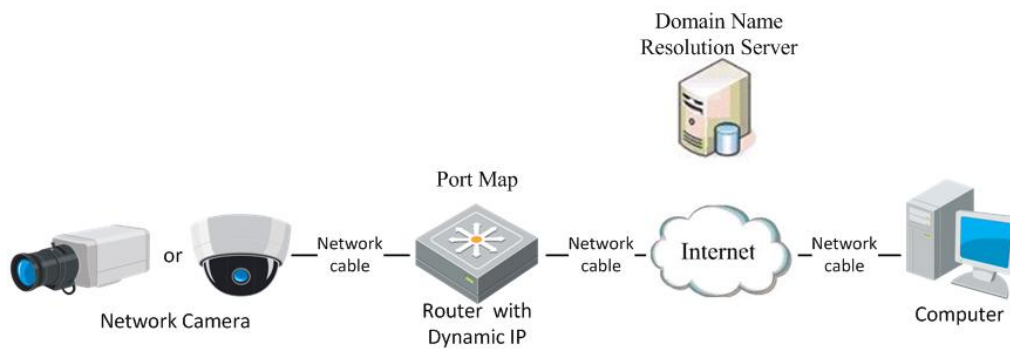 Domain Name
Resolution Server
Port Map
or
Network
cable
Network
cable
Internet
Network
cable
Network Camera
Router with
Dynamic IP
Computer